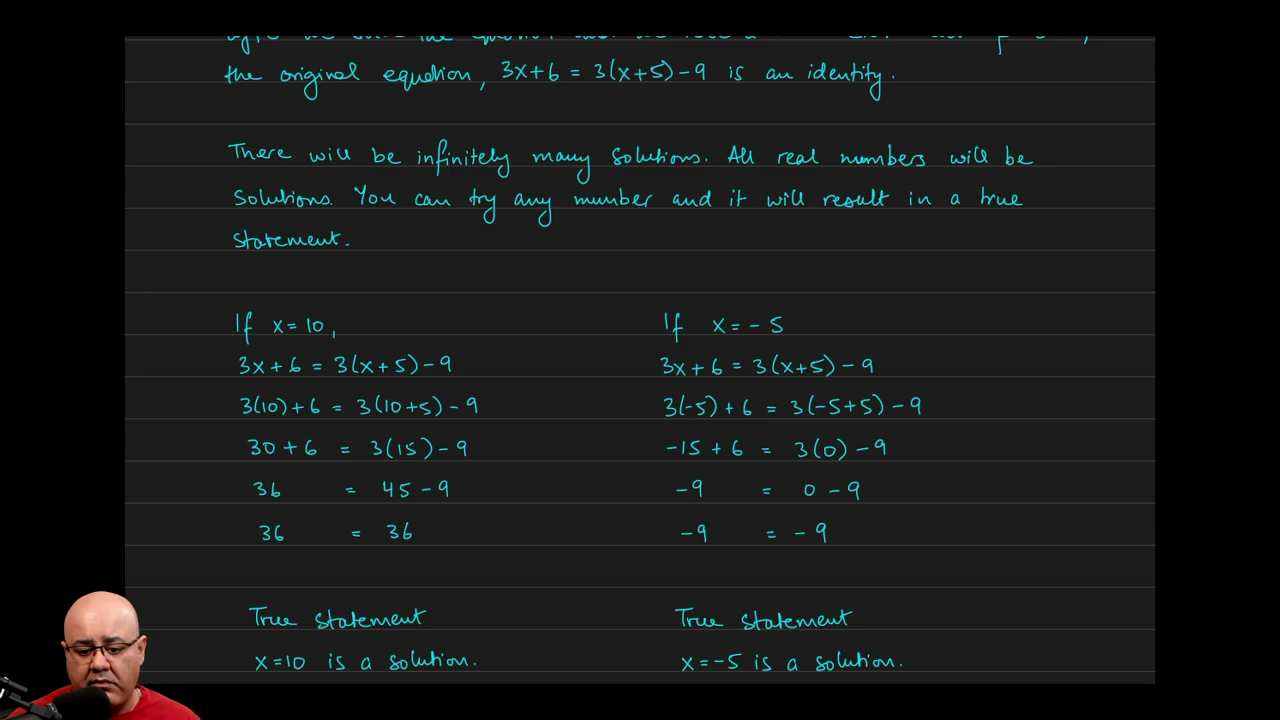 the original equation, 3x+6 = 3(x+5)-9 is an identity.
There will be infinitely many solutions. All real numbers will be
solutions. You can try any number and it will result in a true
statement.
If x=10,
3x+6 = 3(x+5)-9
3(10)+6 = 3(10+5)-9
30+6 = 3(15)-9
36 = 45-9
36 = 36
True statement
x=10 is a solution.
If x=-5
3x+6 = 3(x+5)-9
3(-5)+6 = 3(-5+5)-9
-15+6 = 3(0)-9
-9 = 0-9
-9 = -9
True statement
x=-5 is a solution.